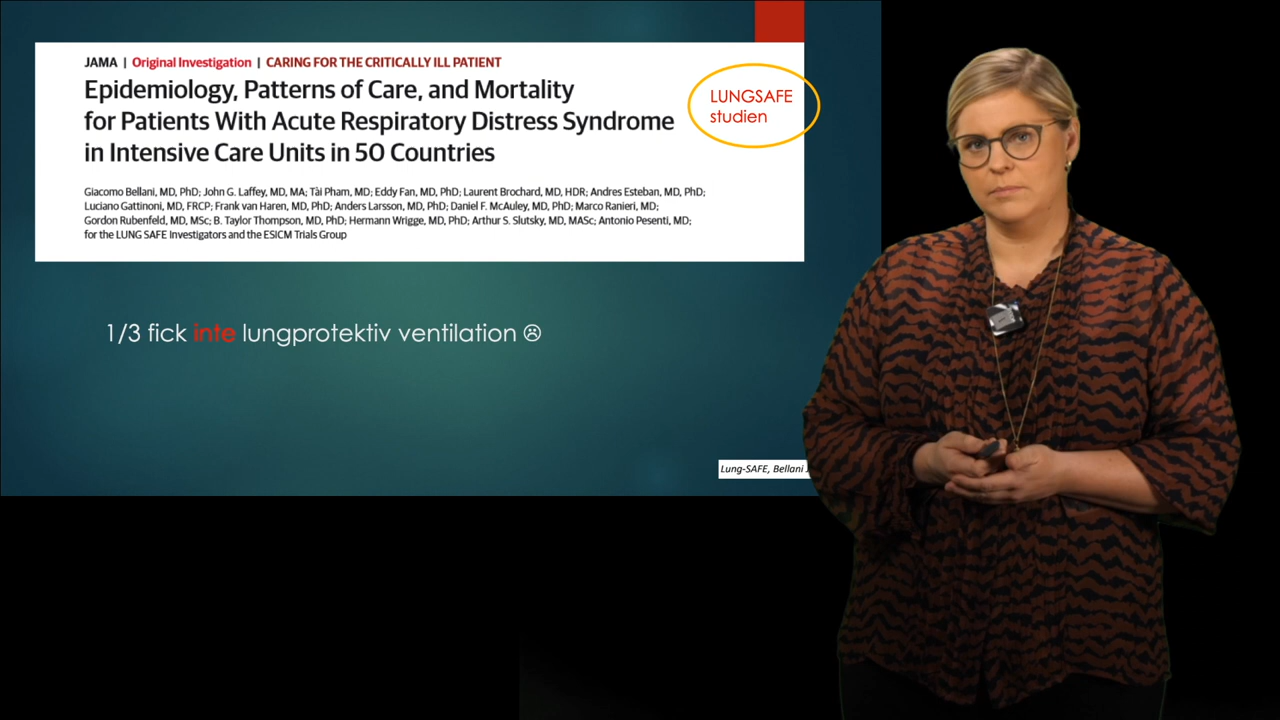 JAMA | Original Investigation | CARING FOR THE CRITICALLY ILL PATIENT
Epidemiology, Patterns of Care, and Mortality
for Patients With Acute Respiratory Distress Syndrome
in Intensive Care Units in 50 Countries
LUNGSAFE
studien
Giacomo Bellani, MD, PhD; John G. Laffey, MD, MA; Tài Pham, MD; Eddy Fan, MD, PhD; Laurent Brochard, MD, HDR; Andres Esteban, MD, PhD;
Luciano Gattinoni, MD, FRCP; Frank van Haren, MD, PhD; Anders Larsson, MD, PhD; Daniel F. McAuley, MD, PhD; Marco Ranieri, MD;
Gordon Rubenfeld, MD, MSc; B. Taylor Thompson, MD, PhD; Hermann Wrigge, MD, PhD; Arthur S. Slutsky, MD, MASc; Antonio Pesenti, MD;
for the LUNG SAFE Investigators and the ESICM Trials Group
1/3 fick inte lungprotektiv ventilation ☹
Lung-SAFE, Bellani